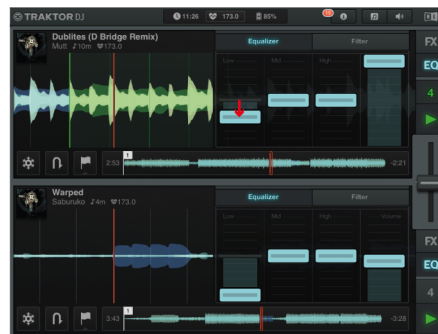 TRAKTOR DJ
11:26 173.0 85%
10
Dublites (D Bridge Remix)
Mutt ♪10m 173.0
Equalizer Filter
Low Mid High
FX
EQ
4
1
2:53 -2:21
Warped
Saburuko ♪4m 173.0
Equalizer Filter
Low Mid High Volume
FX
EQ
4
1
3:43 -3:28